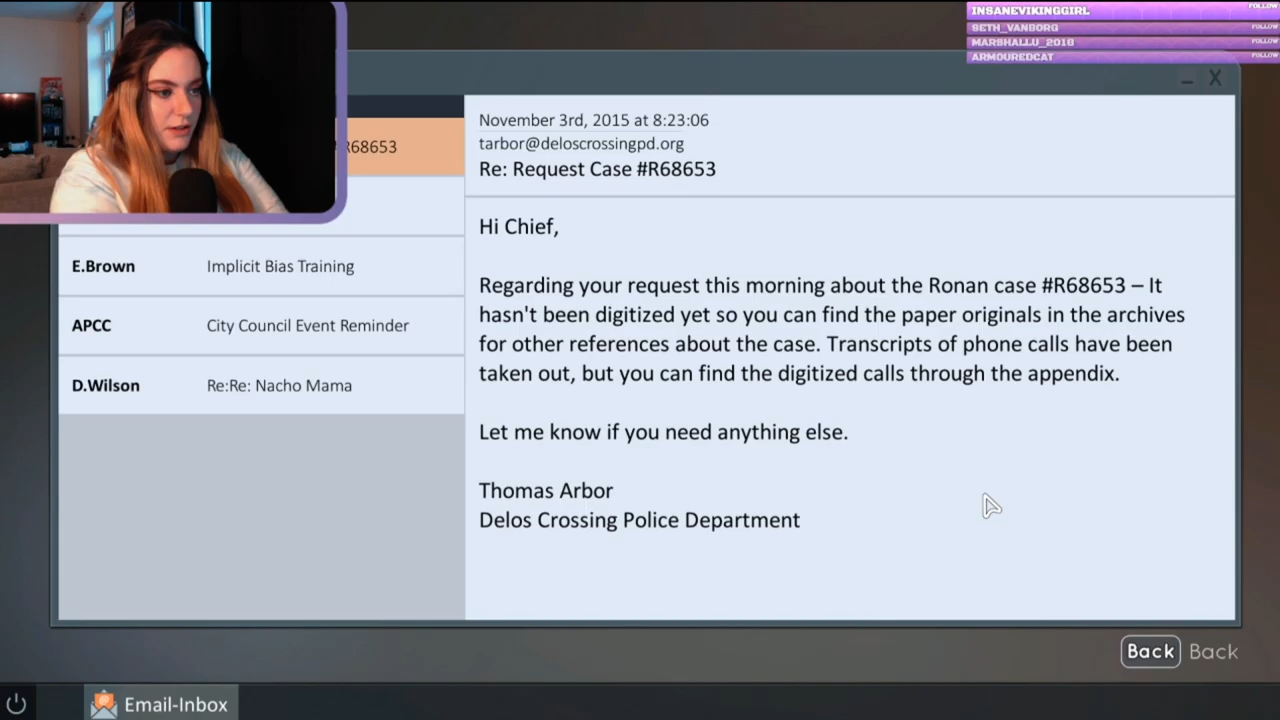 INSANEVIKINGGIRL FOLLOW
SETH_VANBORG FOLLOW
MARSHALLU_2018 FOLLOW
ARMOUREDCAT FOLLOW
R68653
E.Brown Implicit Bias Training
APCC City Council Event Reminder
D.Wilson Re:Re: Nacho Mama
November 3rd, 2015 at 8:23:06
tarbor@deloscrossingpd.org
Re: Request Case #R68653
Hi Chief,
Regarding your request this morning about the Ronan case #R68653 – It
hasn't been digitized yet so you can find the paper originals in the archives
for other references about the case. Transcripts of phone calls have been
taken out, but you can find the digitized calls through the appendix.
Let me know if you need anything else.
Thomas Arbor
Delos Crossing Police Department
Back Back
Email-Inbox